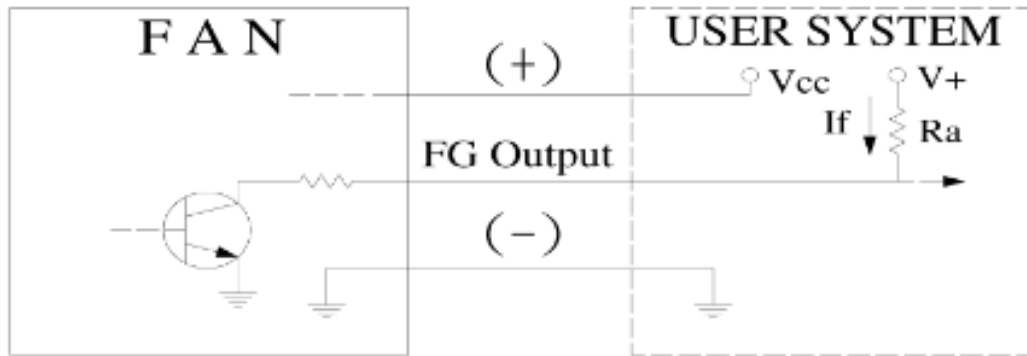 F A N
USER SYSTEM
(+)
Vcc
V+
If
Ra
FG Output
(-)